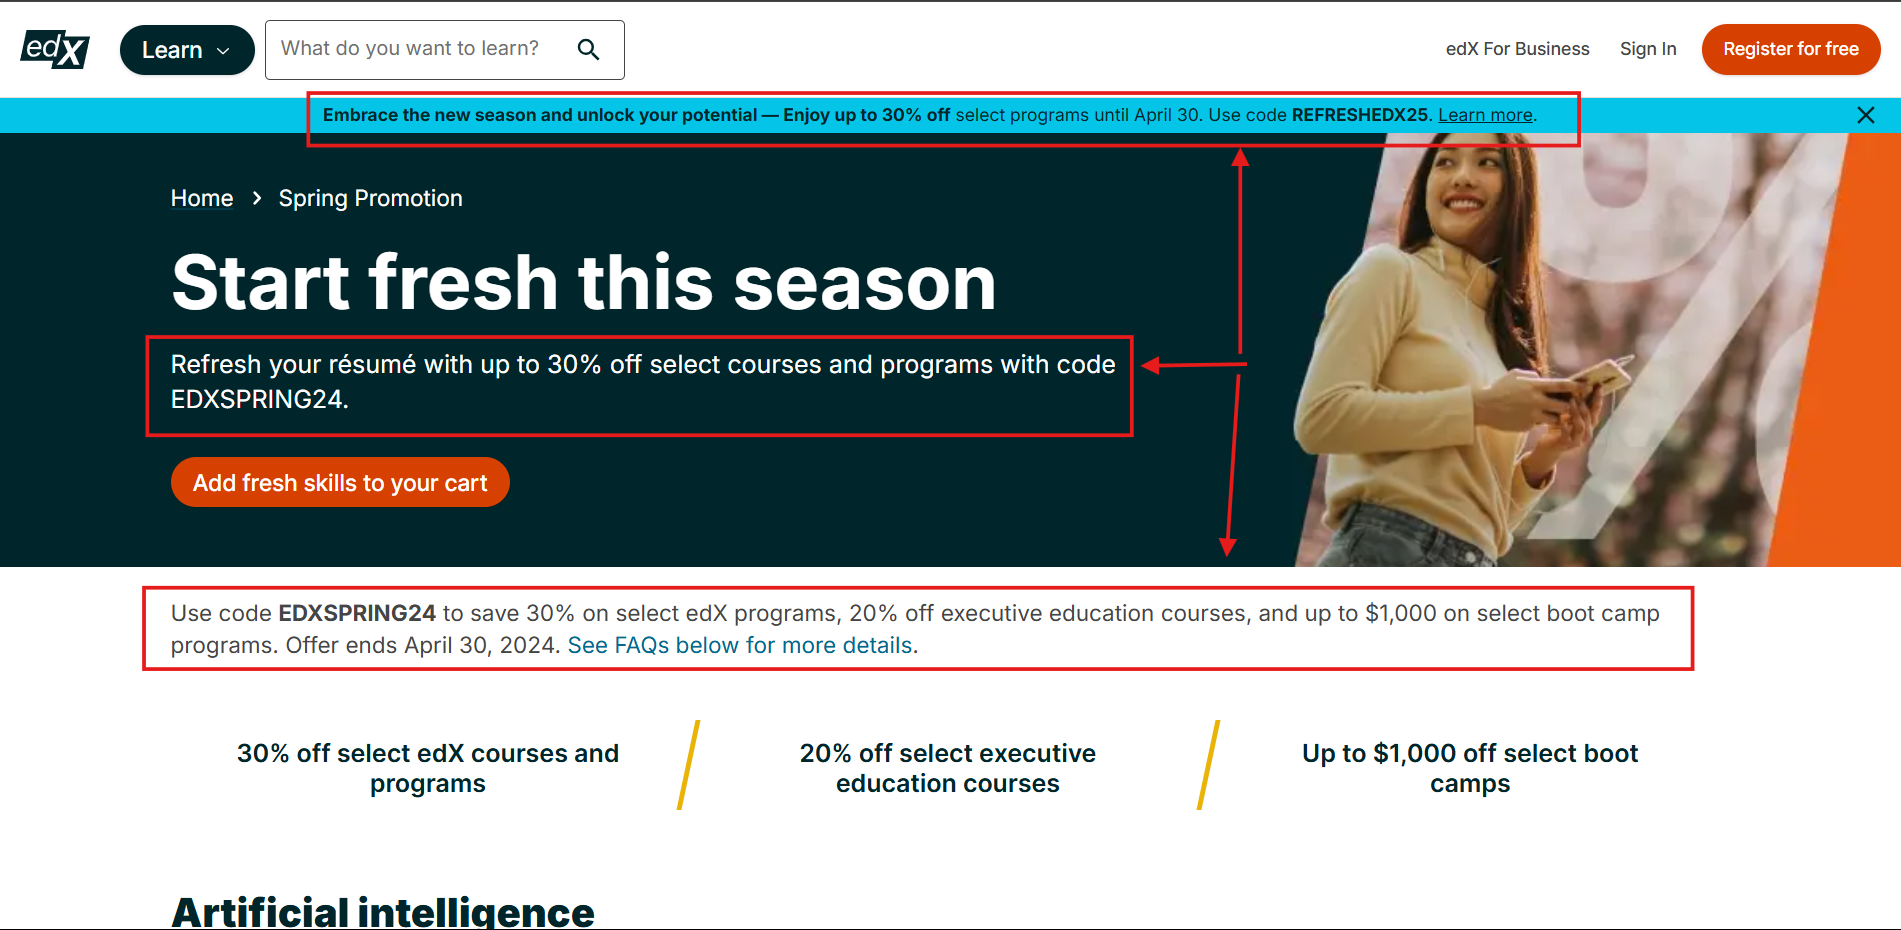 edX
Learn
What do you want to learn?
edX For Business
Sign In
Register for free
Embrace the new season and unlock your potential — Enjoy up to 30% off select programs until April 30. Use code REFRESHEDX25. Learn more.
Home > Spring Promotion
Start fresh this season
Refresh your résumé with up to 30% off select courses and programs with code
EDXSPRING24.
Add fresh skills to your cart
Use code EDXSPRING24 to save 30% on select edX programs, 20% off executive education courses, and up to $1,000 on select boot camp
programs. Offer ends April 30, 2024. See FAQs below for more details.
30% off select edX courses and
programs
20% off select executive
education courses
Up to $1,000 off select boot
camps
Artificial intelligence